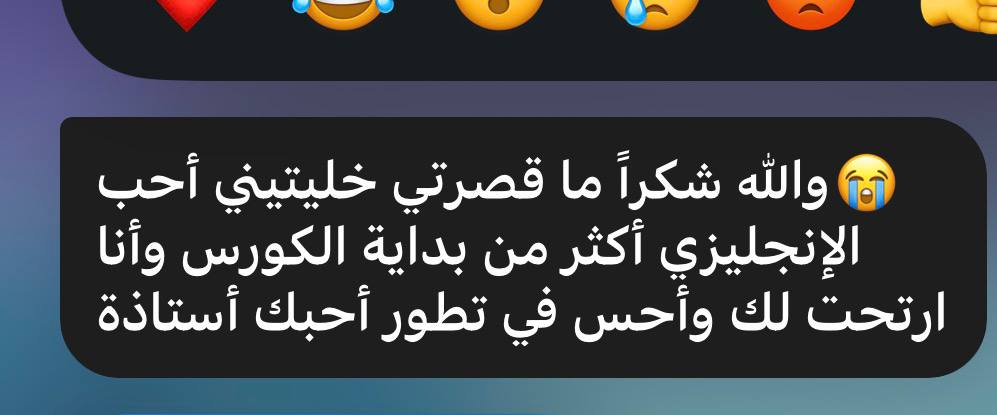 😭والله شكراً ما قصرتي خليتيني أحب
الإنجليزي أكثر من بداية الكورس وأنا
ارتحت لك وأحس في تطور أحبك أستاذة